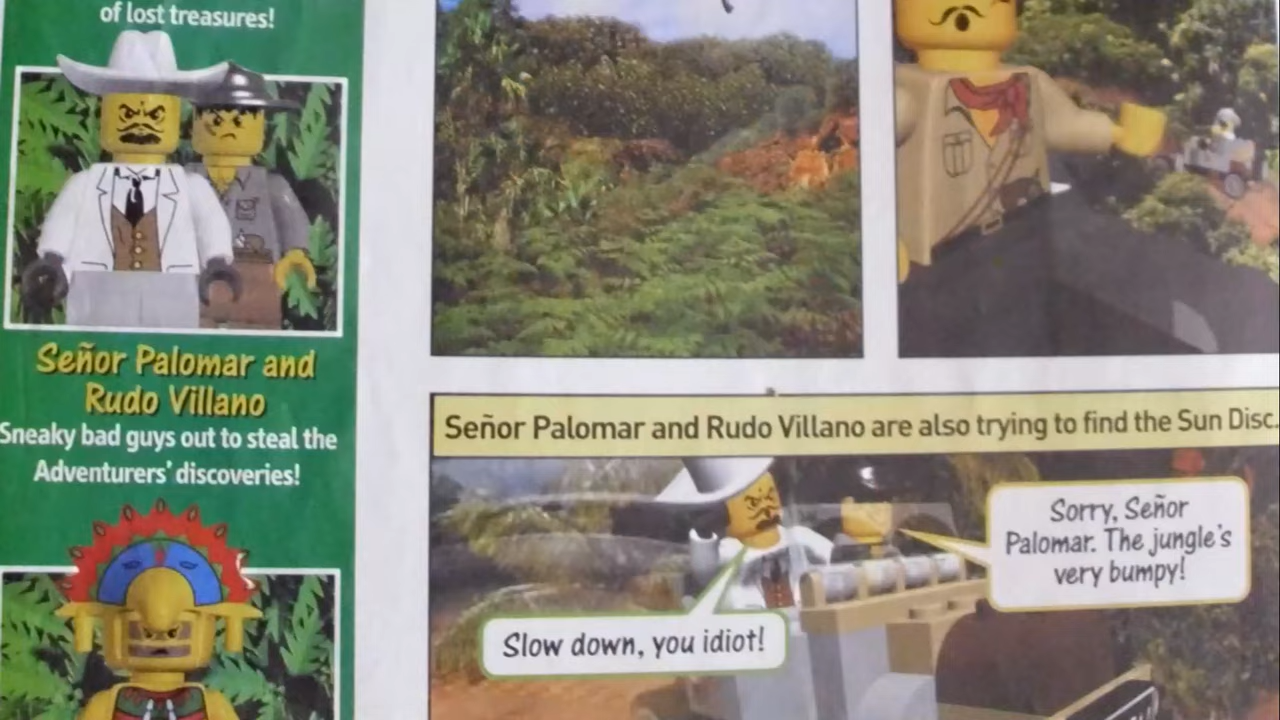 of lost treasures!
Señor Palomar and
Rudo Villano
Sneaky bad guys out to steal the
Adventurers' discoveries!
Señor Palomar and Rudo Villano are also trying to find the Sun Disc.
Slow down, you idiot!
Sorry, Señor
Palomar. The jungle's
very bumpy!